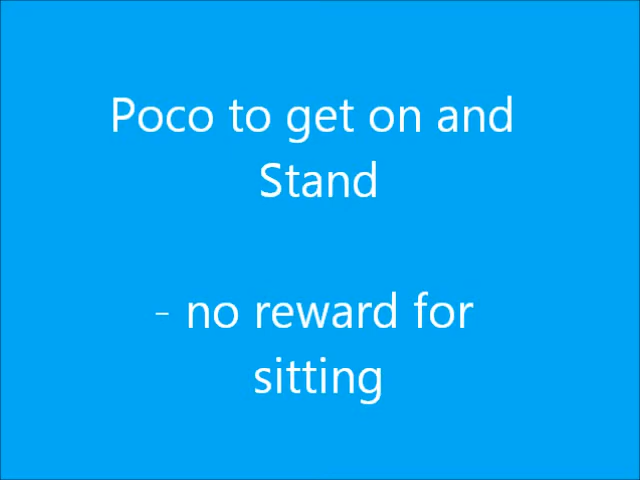 Poco to get on and
Stand
- no reward for
sitting